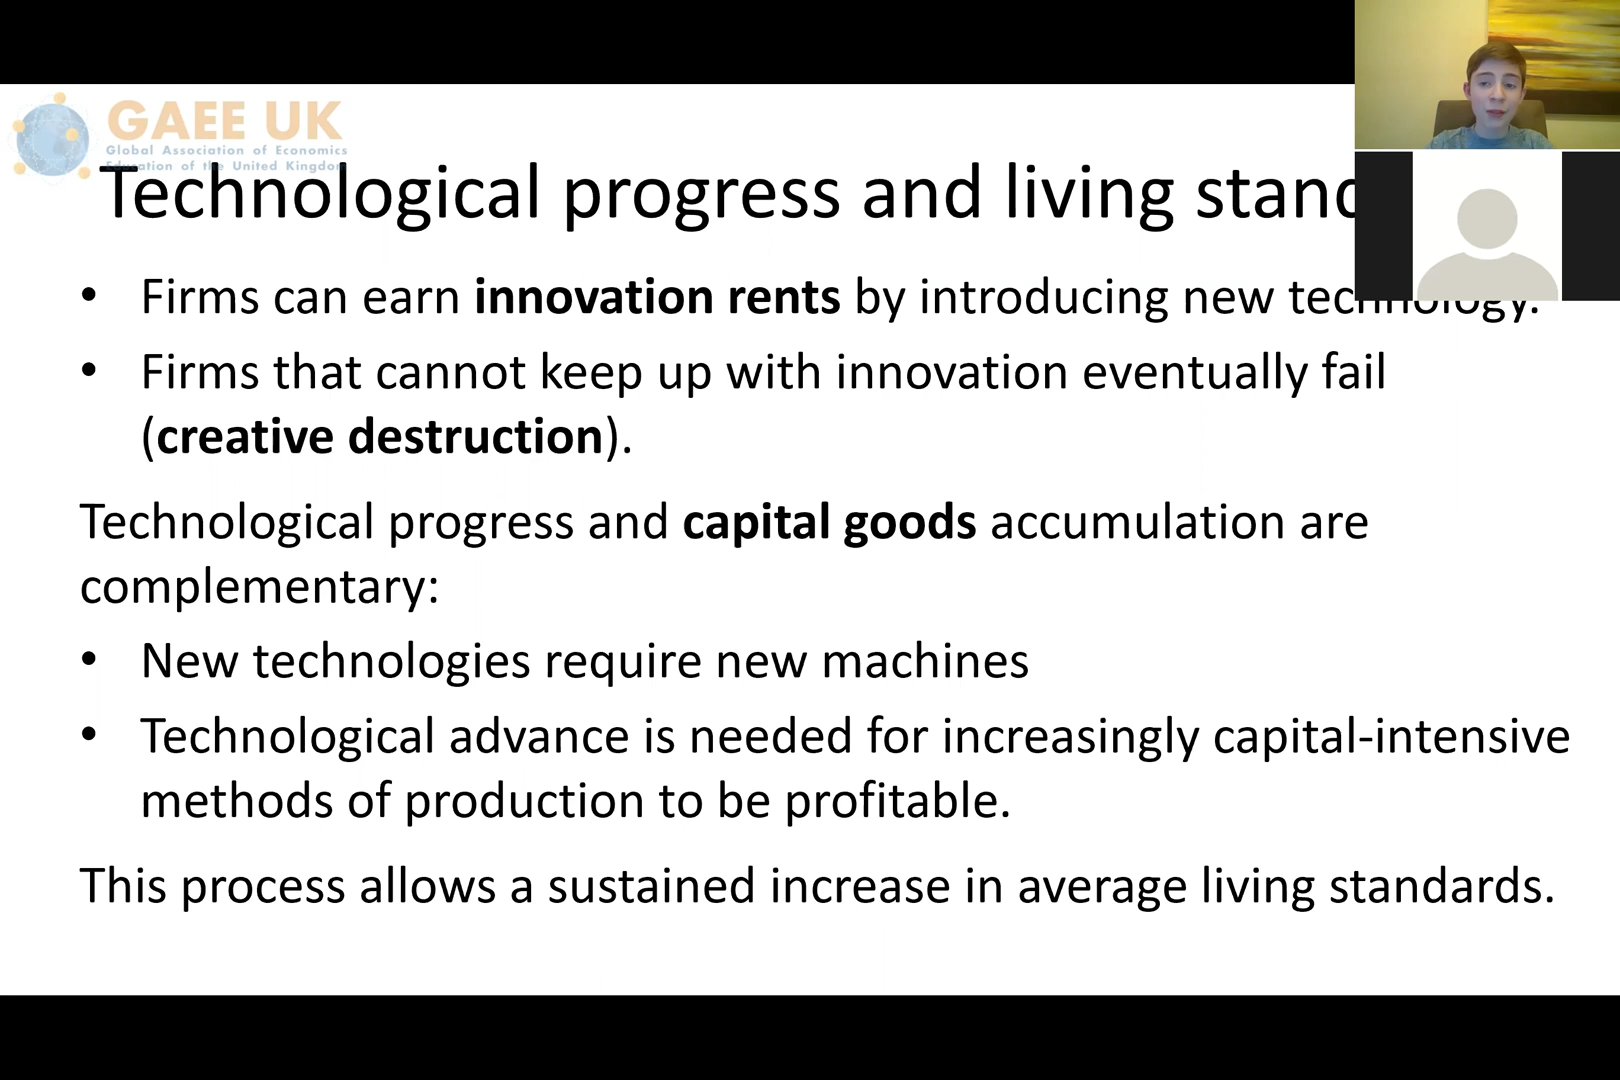 GAEE UK
Global Association of Economics
Education of the United Kingdom
Technological progress and living
• Firms can earn innovation rents by introducing new technology.
• Firms that cannot keep up with innovation eventually fail
(creative destruction).
Technological progress and capital goods accumulation are
complementary:
• New technologies require new machines
• Technological advance is needed for increasingly capital-intensive
methods of production to be profitable.
This process allows a sustained increase in average living standards.